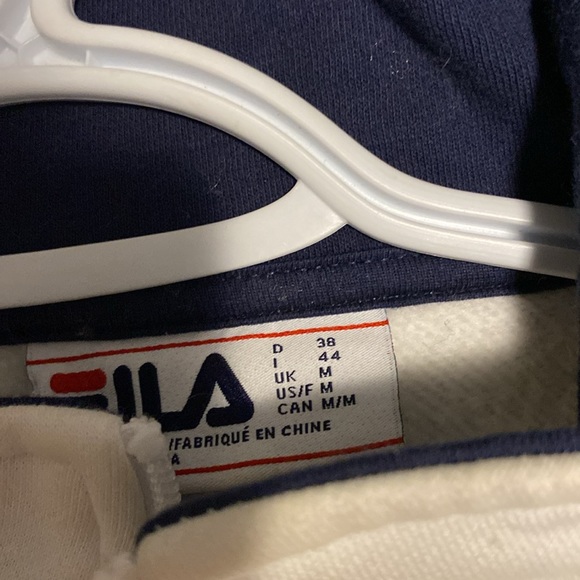 FILA
D 38
I 44
UK M
US/F M
CAN M/M
/FABRIQUÉ EN CHINE
A